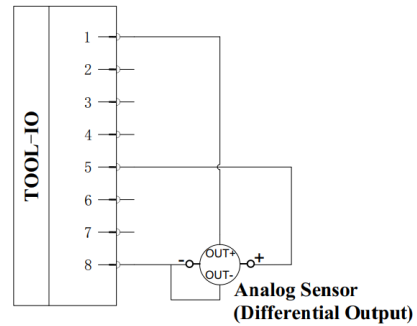 TOOL-IO
1
2
3
4
5
6
7
8
- OUT+ +
OUT-
Analog Sensor
(Differential Output)